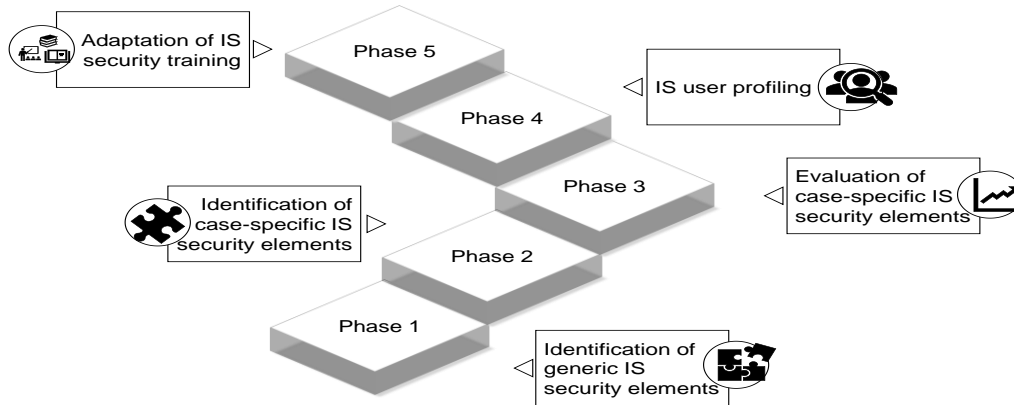 Adaptation of IS
security training
Phase 5
IS user profiling
Phase 4
Evaluation of
case-specific IS
security elements
Phase 3
Identification of
case-specific IS
security elements
Phase 2
Phase 1
Identification of
generic IS
security elements